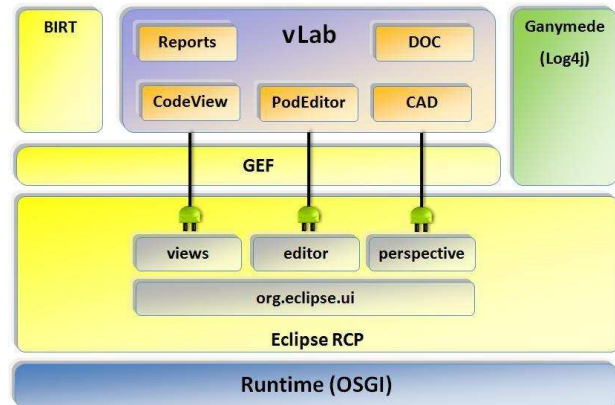 BIRT
vLab
Reports
DOC
CodeView
PodEditor
CAD
Ganymede
(Log4j)
GEF
views
editor
perspective
org.eclipse.ui
Eclipse RCP
Runtime (OSGI)